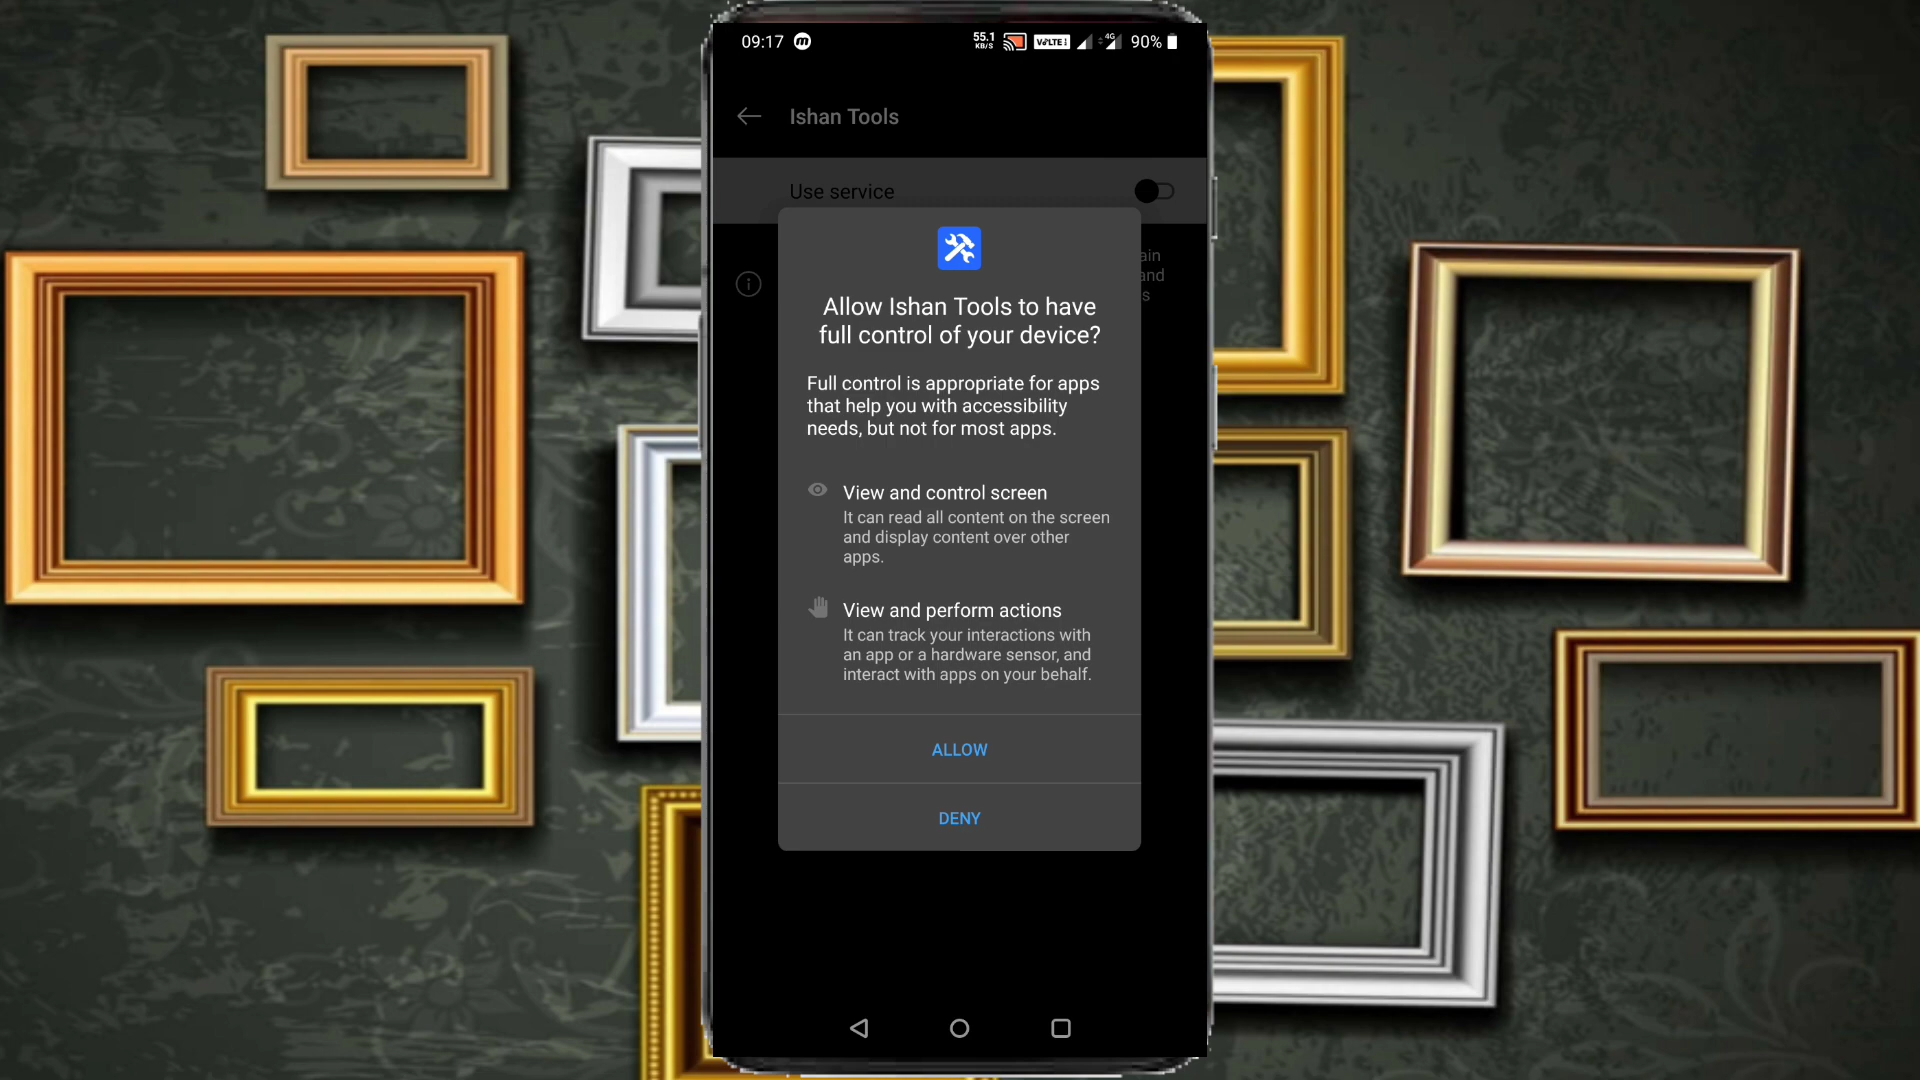 09:17
55.1
KB/S
VoLTE
4G
90%
Ishan Tools
Use service
ain
and
s
Allow Ishan Tools to have
full control of your device?
Full control is appropriate for apps
that help you with accessibility
needs, but not for most apps.
View and control screen
It can read all content on the screen
and display content over other
apps.
View and perform actions
It can track your interactions with
an app or a hardware sensor, and
interact with apps on your behalf.
ALLOW
DENY